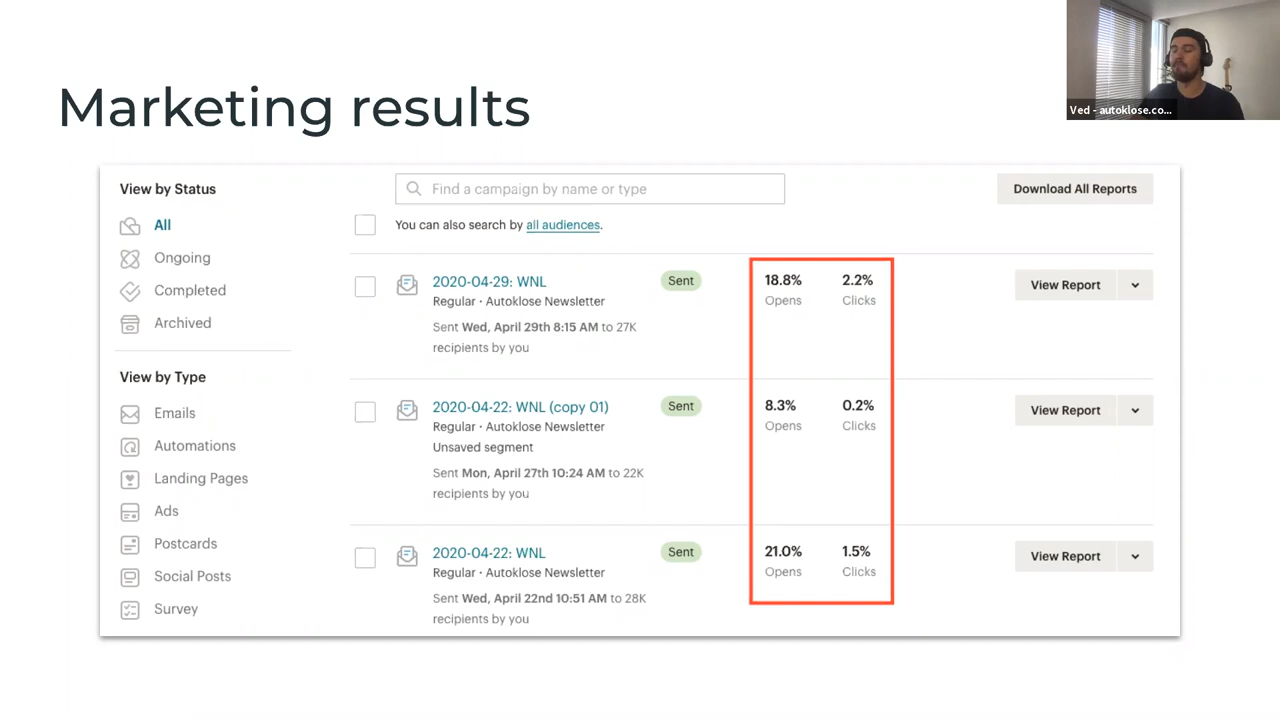 Marketing results
Ved - autoklose.co...
View by Status
All
Ongoing
Completed
Archived
View by Type
Emails
Automations
Landing Pages
Ads
Postcards
Social Posts
Survey
Find a campaign by name or type
Download All Reports
You can also search by all audiences.
2020-04-29: WNL
Sent
18.8%
2.2%
Opens
Clicks
View Report
Regular · Autoklose Newsletter
Sent Wed, April 29th 8:15 AM to 27K
recipients by you
2020-04-22: WNL (copy 01)
Sent
8.3%
0.2%
Opens
Clicks
View Report
Regular · Autoklose Newsletter
Unsaved segment
Sent Mon, April 27th 10:24 AM to 22K
recipients by you
2020-04-22: WNL
Sent
21.0%
1.5%
Opens
Clicks
View Report
Regular · Autoklose Newsletter
Sent Wed, April 22nd 10:51 AM to 28K
recipients by you